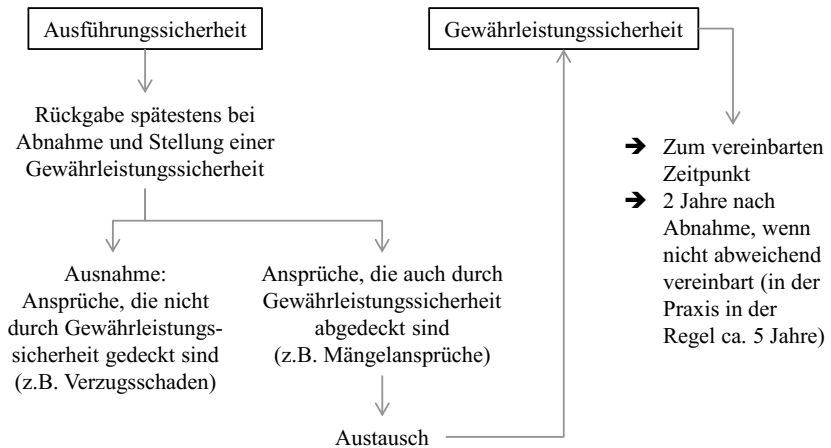 Ausführungssicherheit
Gewährleistungssicherheit
Rückgabe spätestens bei
Abnahme und Stellung einer
Gewährleistungssicherheit
Ausnahme:
Ansprüche, die nicht
durch Gewährleistungs-
sicherheit gedeckt sind
(z.B. Verzugsschaden)
Ansprüche, die auch durch
Gewährleistungssicherheit
abgedeckt sind
(z.B. Mängelansprüche)
Austausch
➔ Zum vereinbarten
Zeitpunkt
➔ 2 Jahre nach
Abnahme, wenn
nicht abweichend
vereinbart (in der
Praxis in der
Regel ca. 5 Jahre)